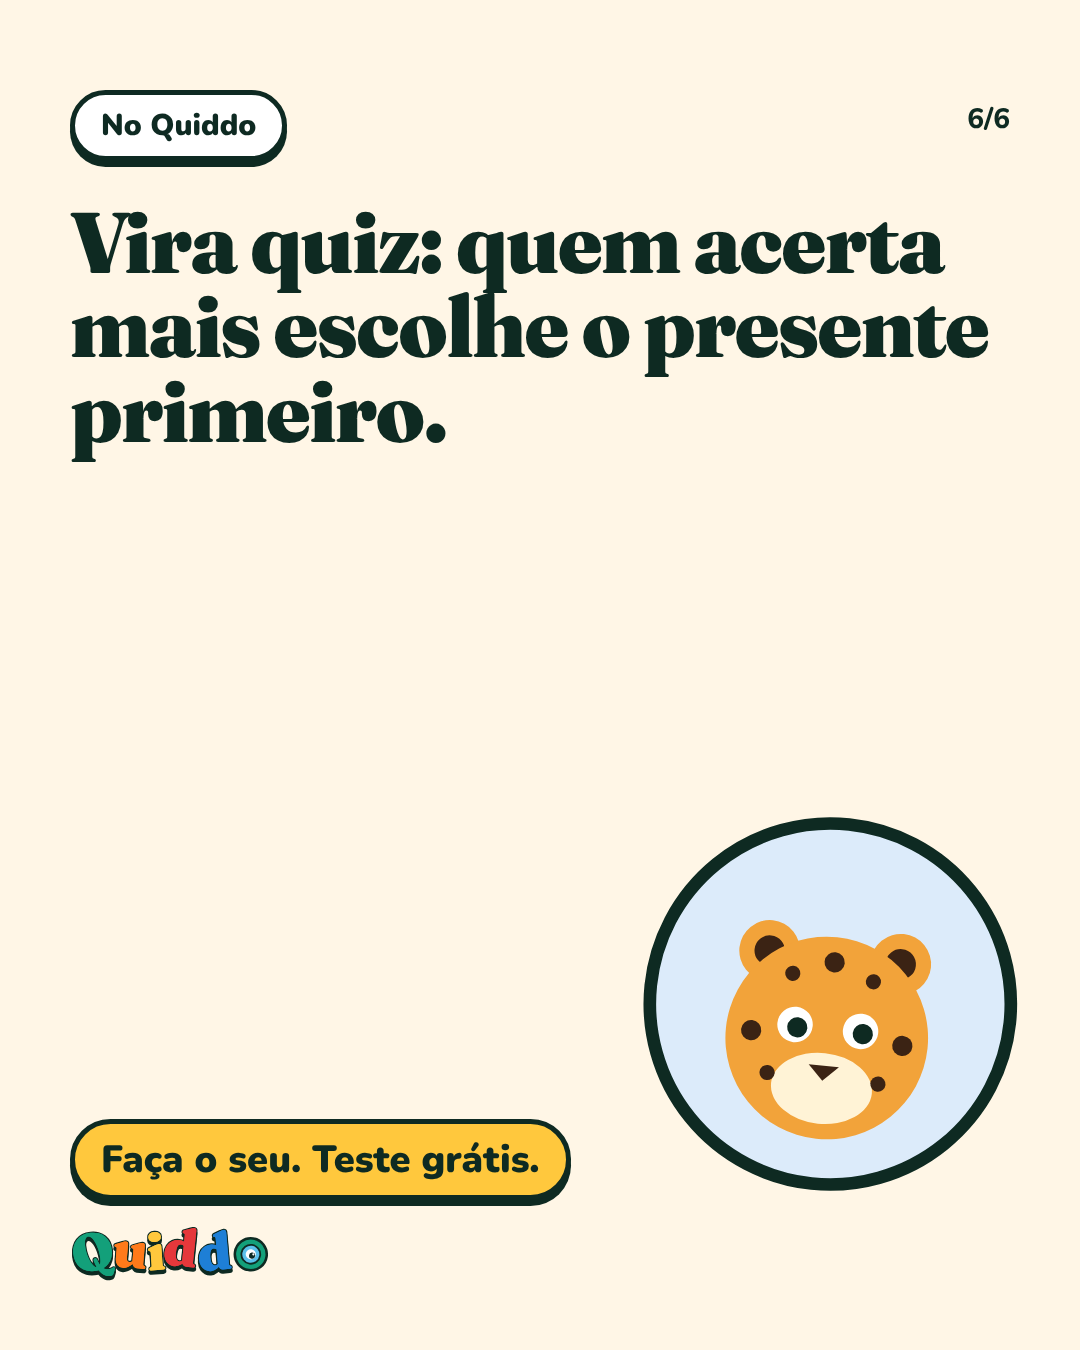 No Quiddo
6/6
Vira quiz: quem acerta
mais escolhe o presente
primeiro.
Faça o seu. Teste grátis.
Quiddo